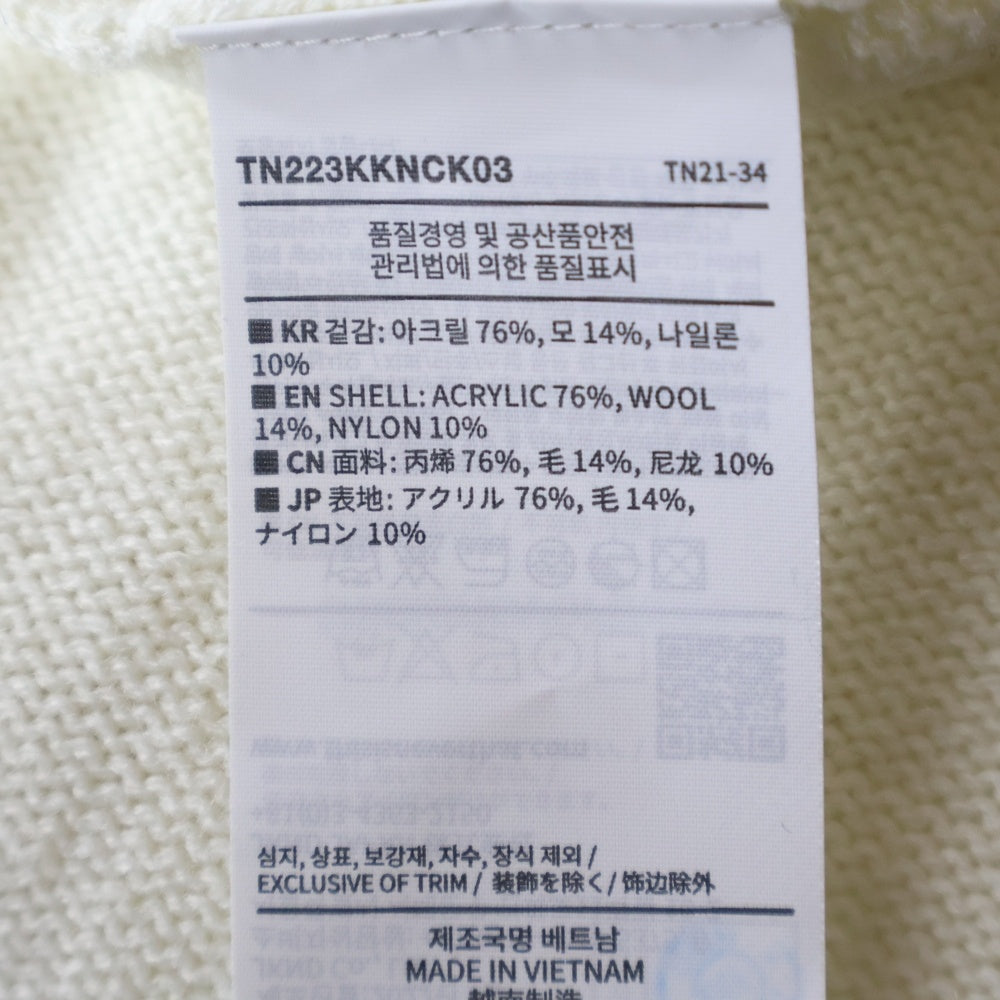 TN223KKNCK03 TN21-34
품질경영 및 공산품안전
관리법에 의한 품질표시
KR 겉감: 아크릴 76%, 모 14%, 나일론
10%
EN SHELL: ACRYLIC 76%, WOOL
14%, NYLON 10%
CN 面料: 丙烯 76%, 毛 14%, 尼龙 10%
JP 表地: アクリル 76%, 毛 14%,
ナイロン 10%
심지, 상표, 보강재, 자수, 장식 제외 /
EXCLUSIVE OF TRIM / 装飾を除く / 饰边除外
제조국명 베트남
MADE IN VIETNAM
越南制造